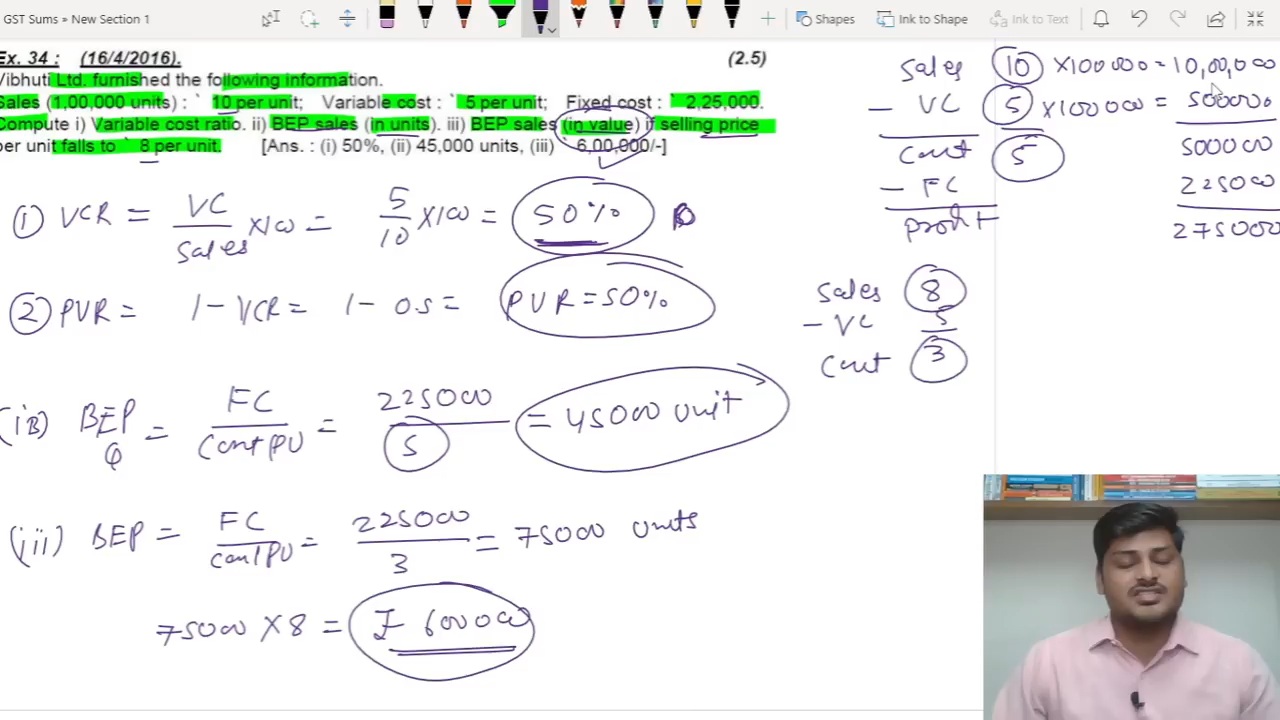 GST Sums » New Section 1
Shapes
Ink to Shape
Ink to Text
Ex. 34 : (16/4/2016). (2.5)
Vibhuti Ltd. furnished the following information.
Sales (1,00,000 units) : ` 10 per unit; Variable cost : ` 5 per unit; Fixed cost : ` 2,25,000.
Compute i) Variable cost ratio. ii) BEP sales (in units). iii) BEP sales (in value) if selling price
per unit falls to ` 8 per unit. [Ans. : (i) 50%, (ii) 45,000 units, (iii) ` 6,00,000/-]
① VCR = VC / Sales X100 = 5 / 10 X100 = 50%
② PVR = 1 - VCR = 1 - 0.5 = PVR = 50%
(iB) BEP Q = FC / Cont PU = 225000 / 5 = 45000 unit
(iii) BEP = FC / Cont PU = 225000 / 3 = 75000 units
75000 X 8 = ₹ 600000
Sales 10 X100000 = 10,00,000
- VC 5 X100000 = 500000
Cont 5 500000
- FC 225000
Profit 275000
Sales 8
- VC 5
Cont 3